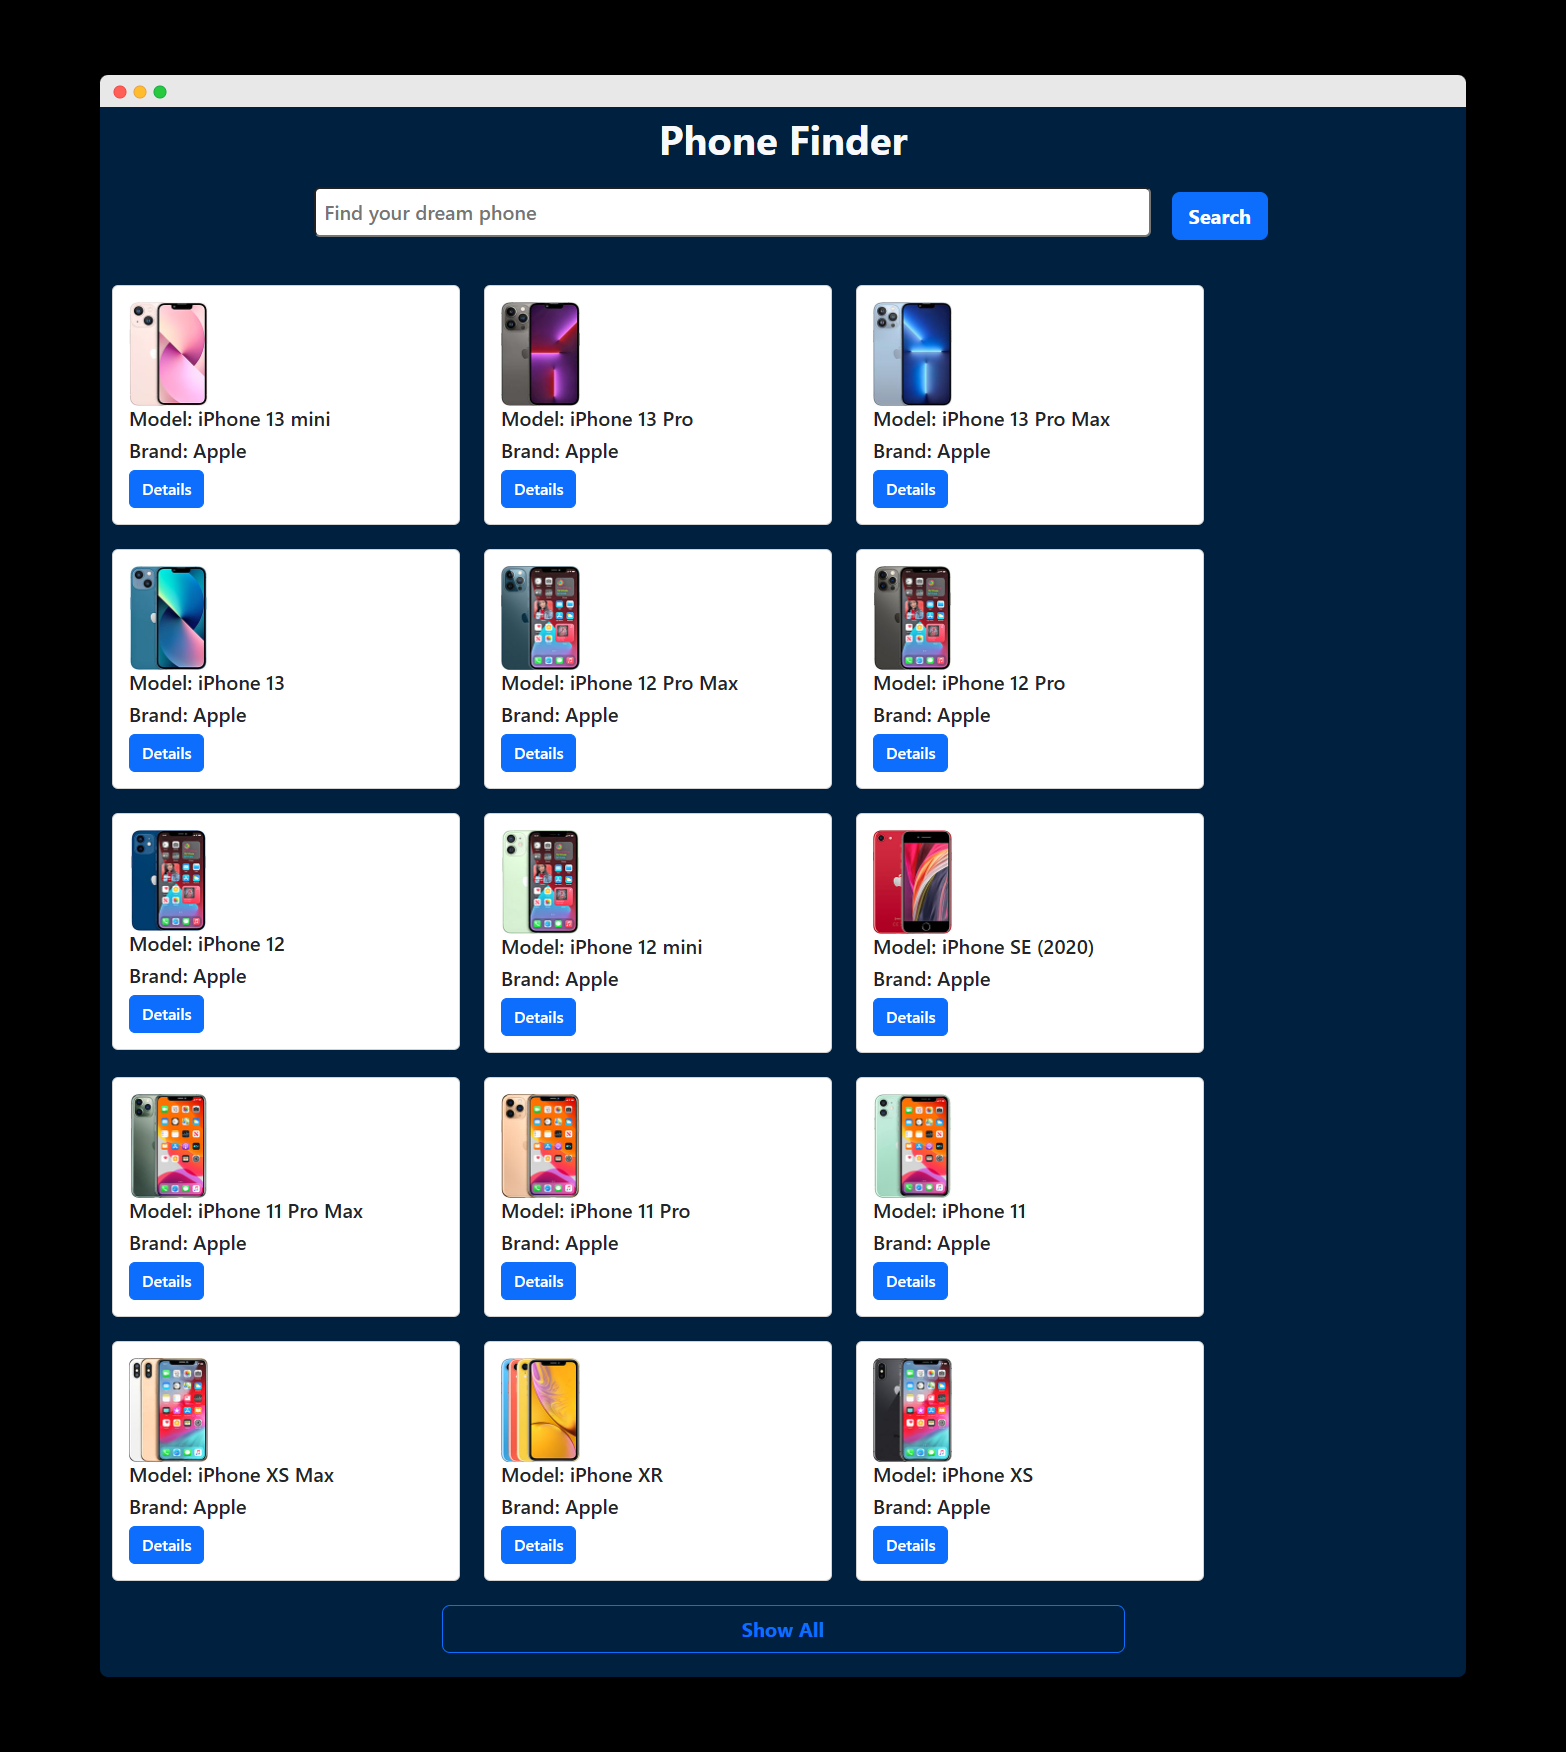 Phone Finder
Find your dream phone
Search
Model: iPhone 13 mini
Brand: Apple
Details
Model: iPhone 13 Pro
Brand: Apple
Details
Model: iPhone 13 Pro Max
Brand: Apple
Details
Model: iPhone 13
Brand: Apple
Details
Model: iPhone 12 Pro Max
Brand: Apple
Details
Model: iPhone 12 Pro
Brand: Apple
Details
Model: iPhone 12
Brand: Apple
Details
Model: iPhone 12 mini
Brand: Apple
Details
Model: iPhone SE (2020)
Brand: Apple
Details
Model: iPhone 11 Pro Max
Brand: Apple
Details
Model: iPhone 11 Pro
Brand: Apple
Details
Model: iPhone 11
Brand: Apple
Details
Model: iPhone XS Max
Brand: Apple
Details
Model: iPhone XR
Brand: Apple
Details
Model: iPhone XS
Brand: Apple
Details
Show All